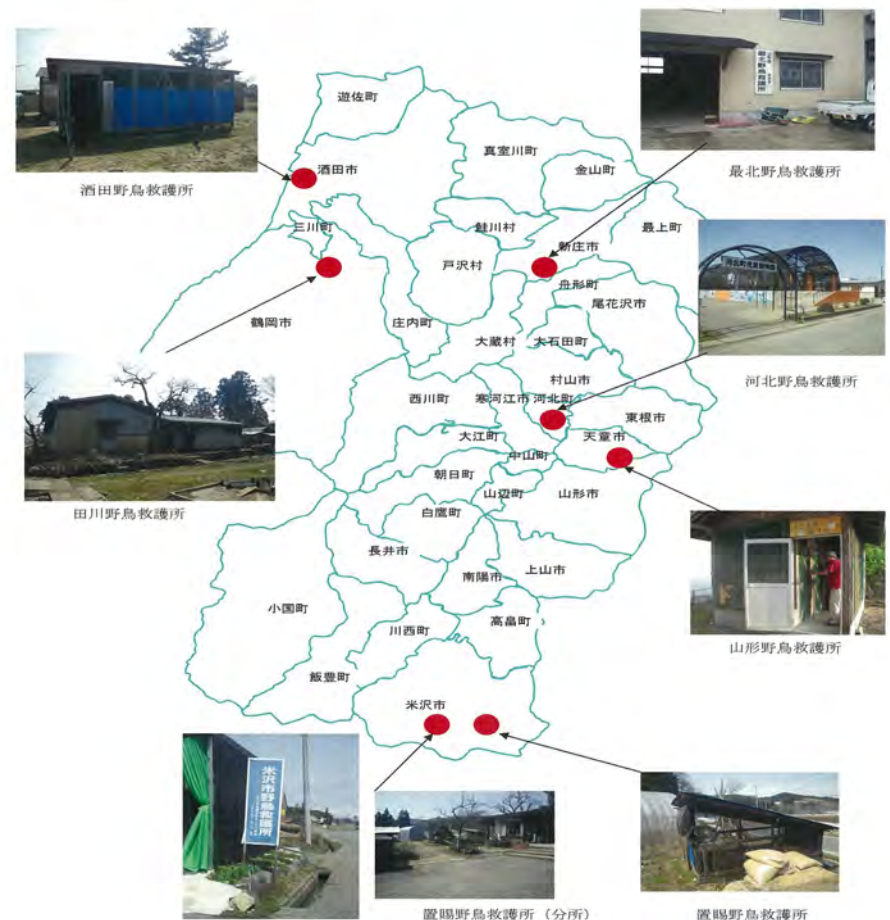 遊佐町
酒田市
真室川町
金山町
酒田野鳥救護所
最北野鳥救護所
三川町
鮭川村
最上町
新庄市
戸沢村
舟形町
尾花沢市
鶴岡市
庄内町
大蔵村
大石田町
河北野鳥救護所
村山市
西川町
寒河江市
河北町
東根市
大江町
天童市
中山町
朝日町
山辺町
山形市
田川野鳥救護所
白鷹町
長井市
南陽市
上山市
小国町
川西町
高畠町
山形野鳥救護所
飯豊町
米沢市
米沢市野鳥救護所
置賜野鳥救護所（分所）
置賜野鳥救護所